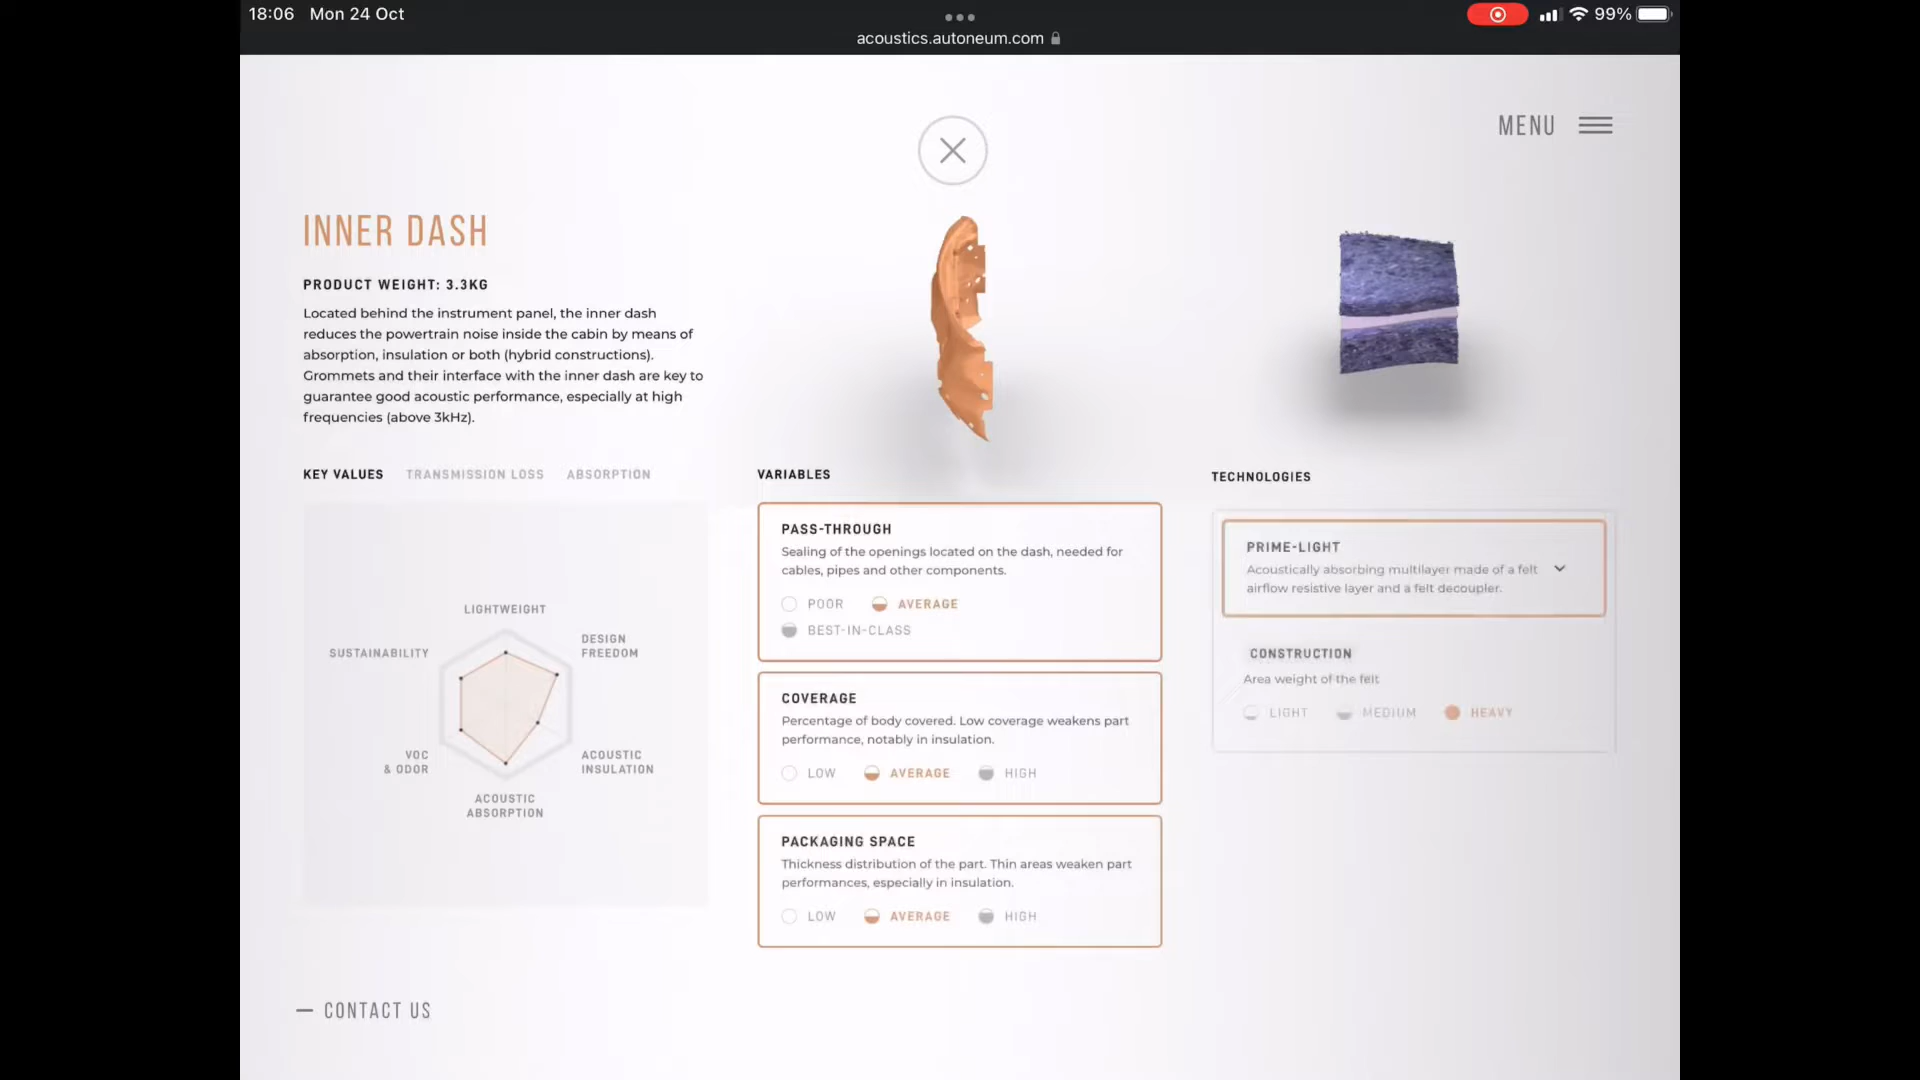 18:06 Mon 24 Oct
99%
acoustics.autoneum.com
MENU
INNER DASH
PRODUCT WEIGHT: 3.3KG
Located behind the instrument panel, the inner dash
reduces the powertrain noise inside the cabin by means of
absorption, insulation or both (hybrid constructions).
Grommets and their interface with the inner dash are key to
guarantee good acoustic performance, especially at high
frequencies (above 3kHz).
KEY VALUES TRANSMISSION LOSS ABSORPTION
LIGHTWEIGHT
DESIGN
FREEDOM
SUSTAINABILITY
VOC
& ODOR
ACOUSTIC
INSULATION
ACOUSTIC
ABSORPTION
VARIABLES
PASS-THROUGH
Sealing of the openings located on the dash, needed for
cables, pipes and other components.
POOR AVERAGE
BEST-IN-CLASS
COVERAGE
Percentage of body covered. Low coverage weakens part
performance, notably in insulation.
LOW AVERAGE HIGH
PACKAGING SPACE
Thickness distribution of the part. Thin areas weaken part
performances, especially in insulation.
LOW AVERAGE HIGH
TECHNOLOGIES
PRIME-LIGHT
Acoustically absorbing multilayer made of a felt
airflow resistive layer and a felt decoupler.
CONSTRUCTION
Area weight of the felt
LIGHT MEDIUM HEAVY
CONTACT US